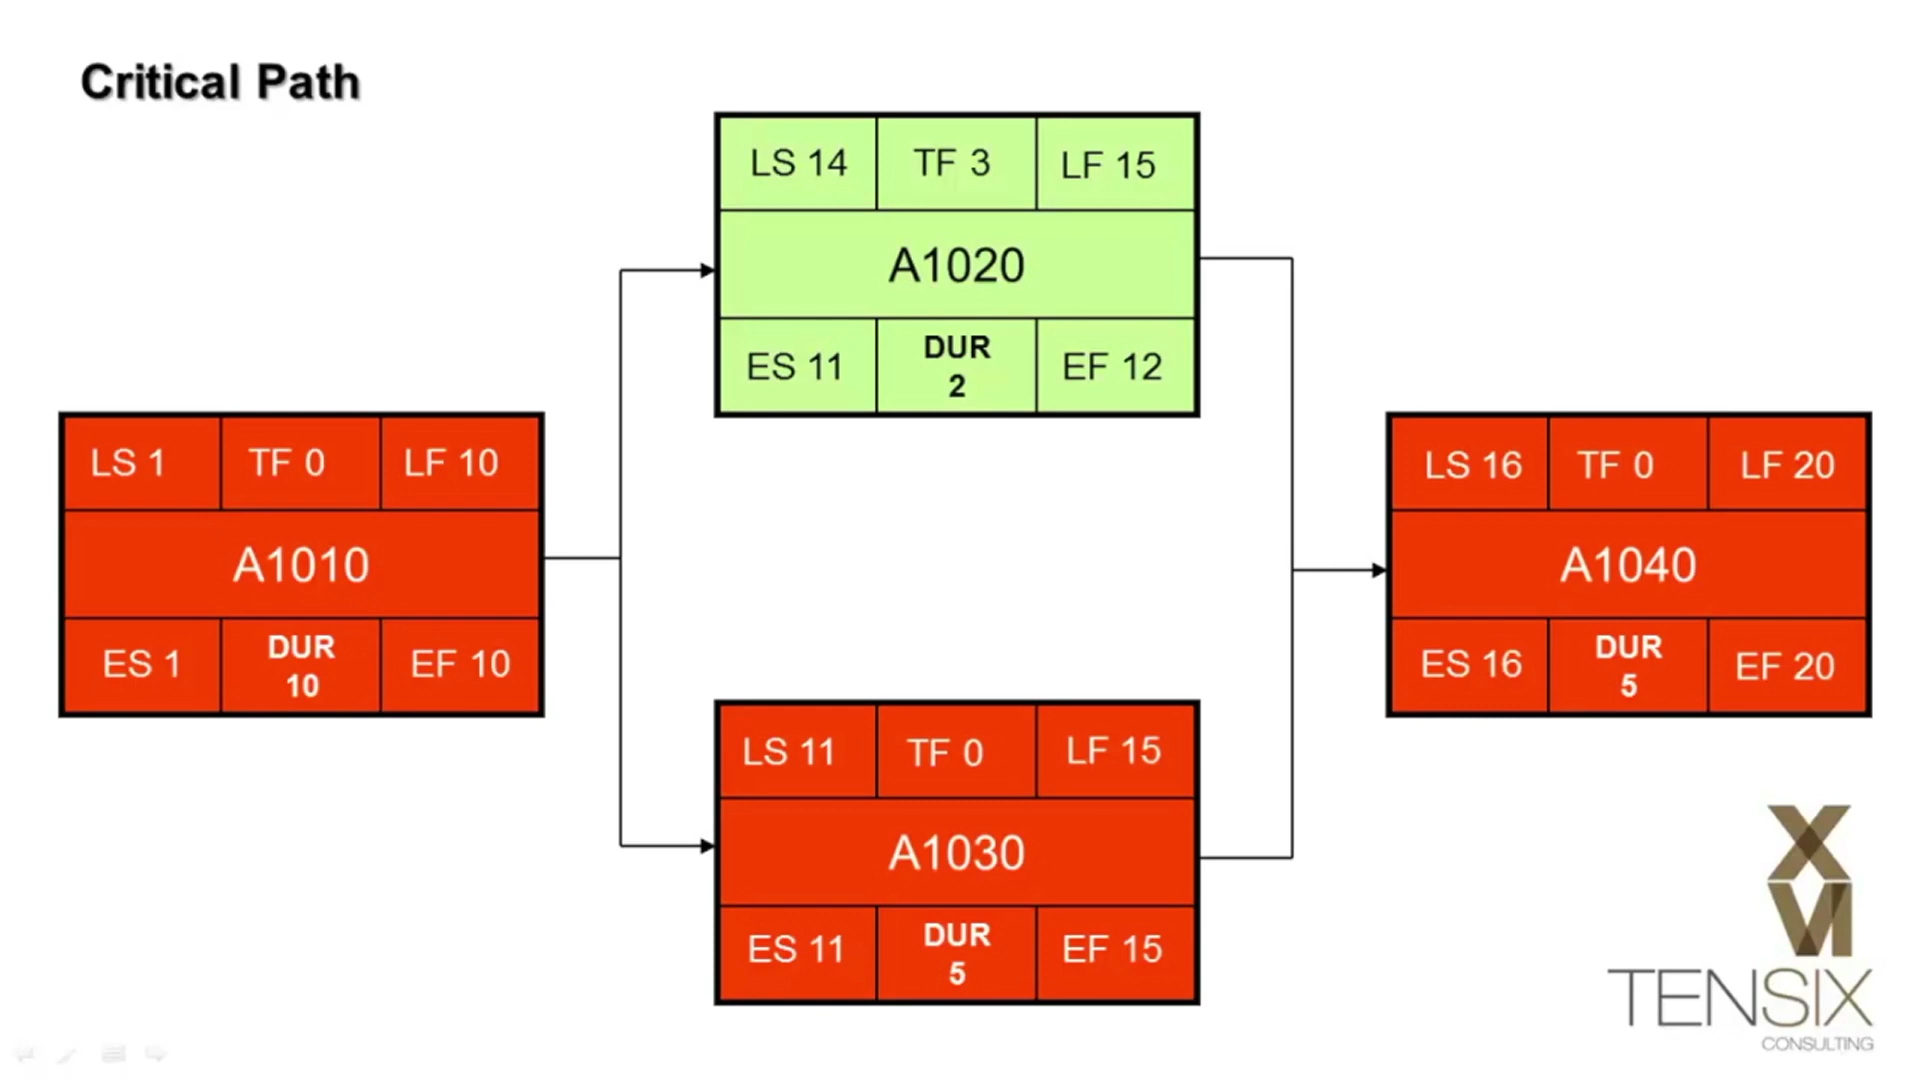 Critical Path
LS 14 TF 3 LF 15
A1020
ES 11 DUR 2 EF 12
LS 1 TF 0 LF 10
A1010
ES 1 DUR 10 EF 10
LS 11 TF 0 LF 15
A1030
ES 11 DUR 5 EF 15
LS 16 TF 0 LF 20
A1040
ES 16 DUR 5 EF 20
XVI
TENSIX
CONSULTING